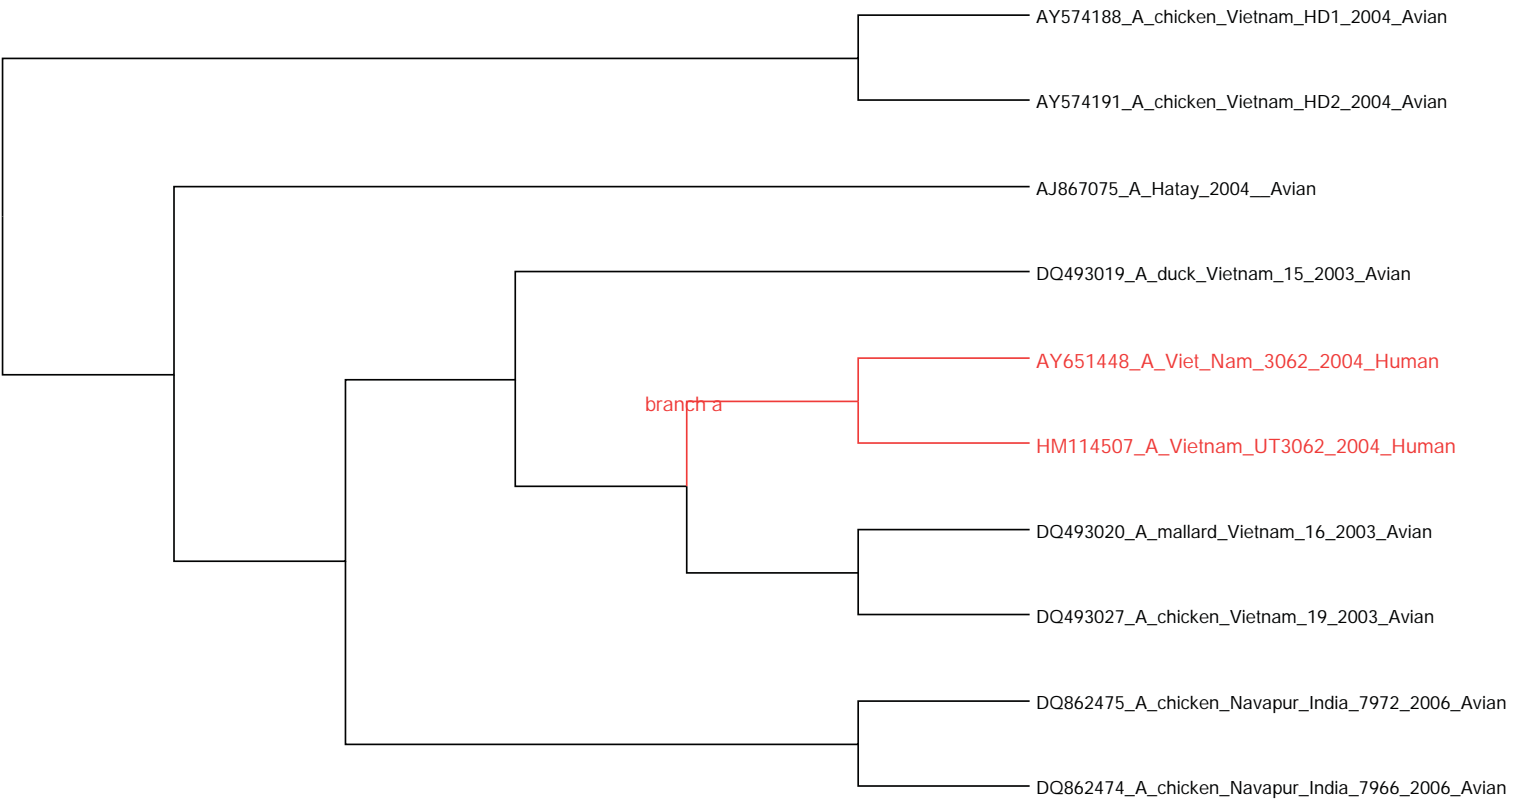 AY574188_A_chicken_Vietnam_HD1_2004_Avian
AY574191_A_chicken_Vietnam_HD2_2004_Avian
AJ867075_A_Hatay_2004__Avian
DQ493019_A_duck_Vietnam_15_2003_Avian
AY651448_A_Viet_Nam_3062_2004_Human
branch a
HM114507_A_Vietnam_UT3062_2004_Human
DQ493020_A_mallard_Vietnam_16_2003_Avian
DQ493027_A_chicken_Vietnam_19_2003_Avian
DQ862475_A_chicken_Navapur_India_7972_2006_Avian
DQ862474_A_chicken_Navapur_India_7966_2006_Avian